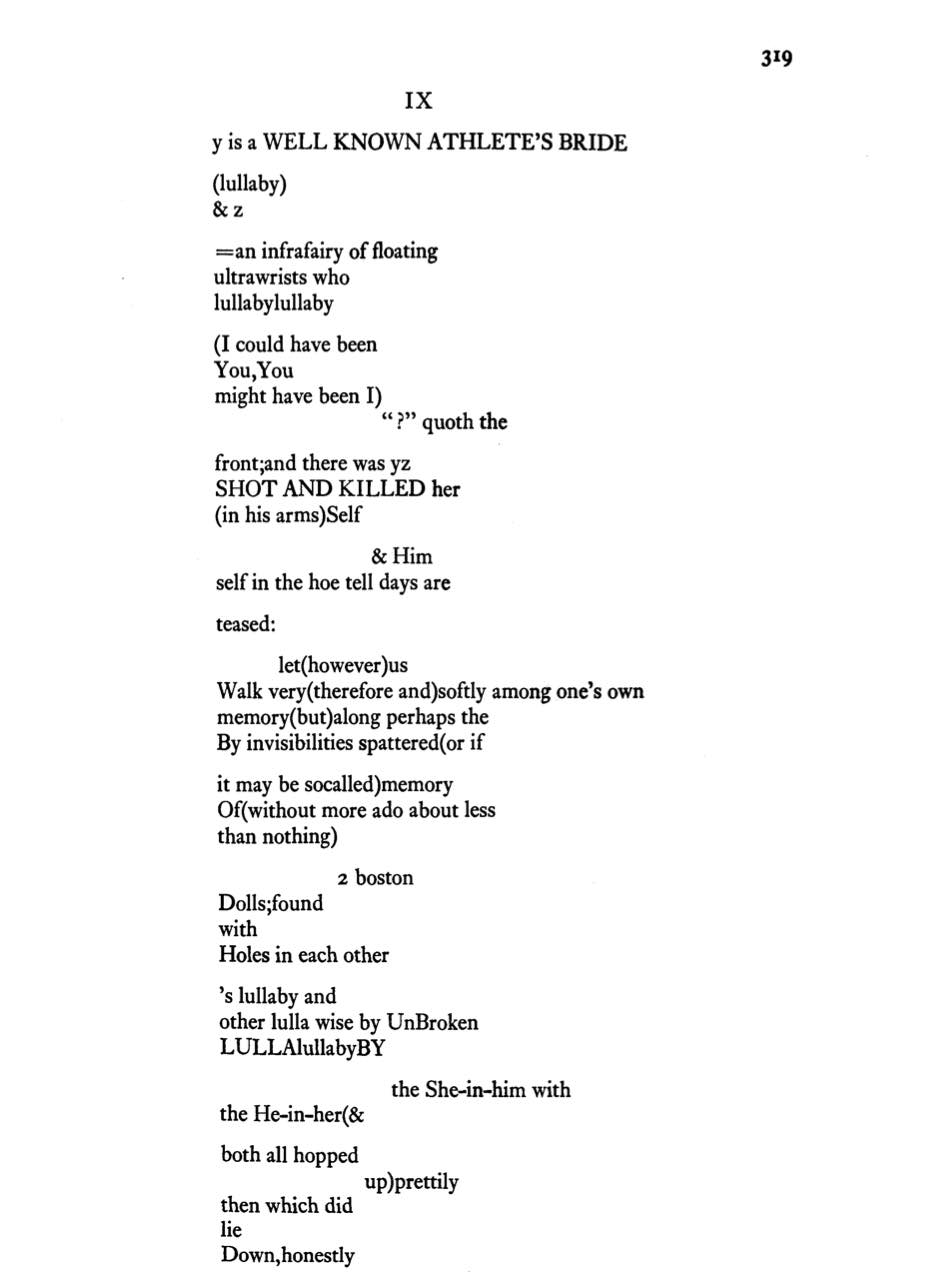 319
IX
y is a WELL KNOWN ATHLETE’S BRIDE
(lullaby)
& z
=an infrafairy of floating
ultrawrists who
lullabylullaby
(I could have been
You,You
might have been I)
“?” quoth the
front;and there was yz
SHOT AND KILLED her
(in his arms)Self
& Him
self in the hoe tell days are
teased:
let(however)us
Walk very(therefore and)softly among one’s own
memory(but)along perhaps the
By invisibilities spattered(or if
it may be socalled)memory
Of(without more ado about less
than nothing)
2 boston
Dolls;found
with
Holes in each other
’s lullaby and
other lulla wise by UnBroken
LULLAlullabyBY
the She-in-him with
the He-in-her(&
both all hopped
up)prettily
then which did
lie
Down,honestly